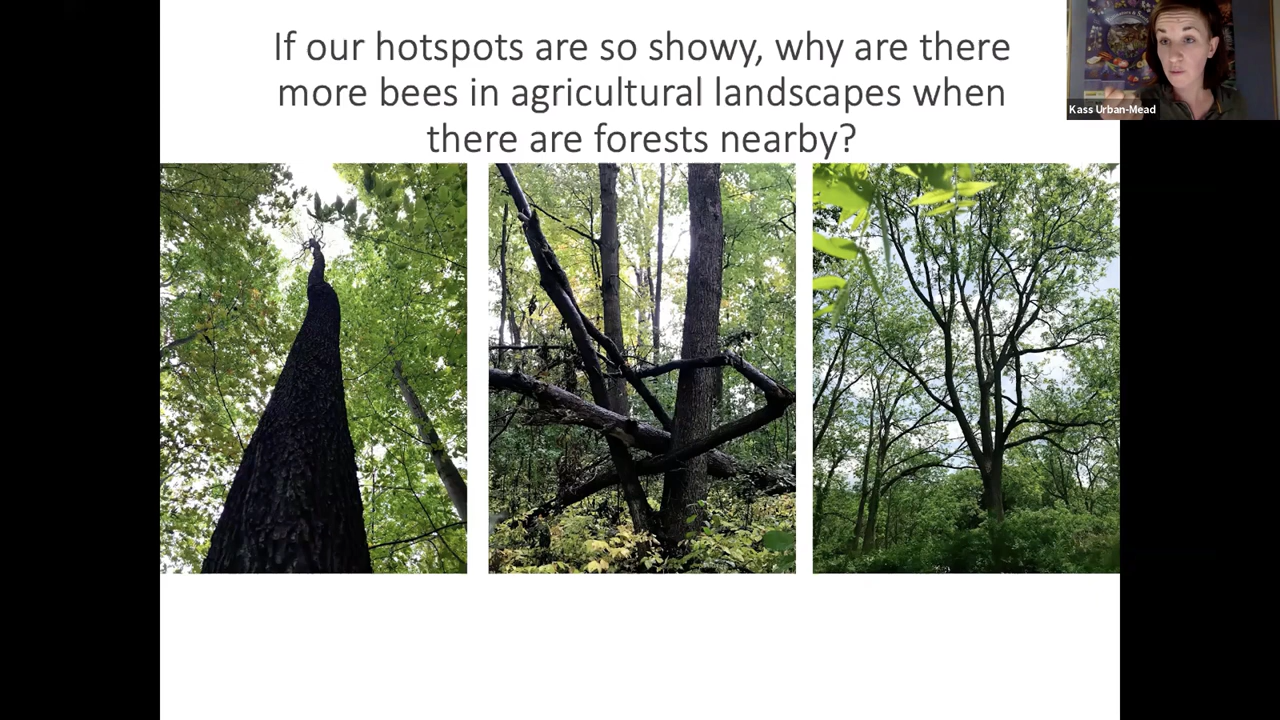 If our hotspots are so showy, why are there
more bees in agricultural landscapes when
there are forests nearby?
Kass Urban-Mead